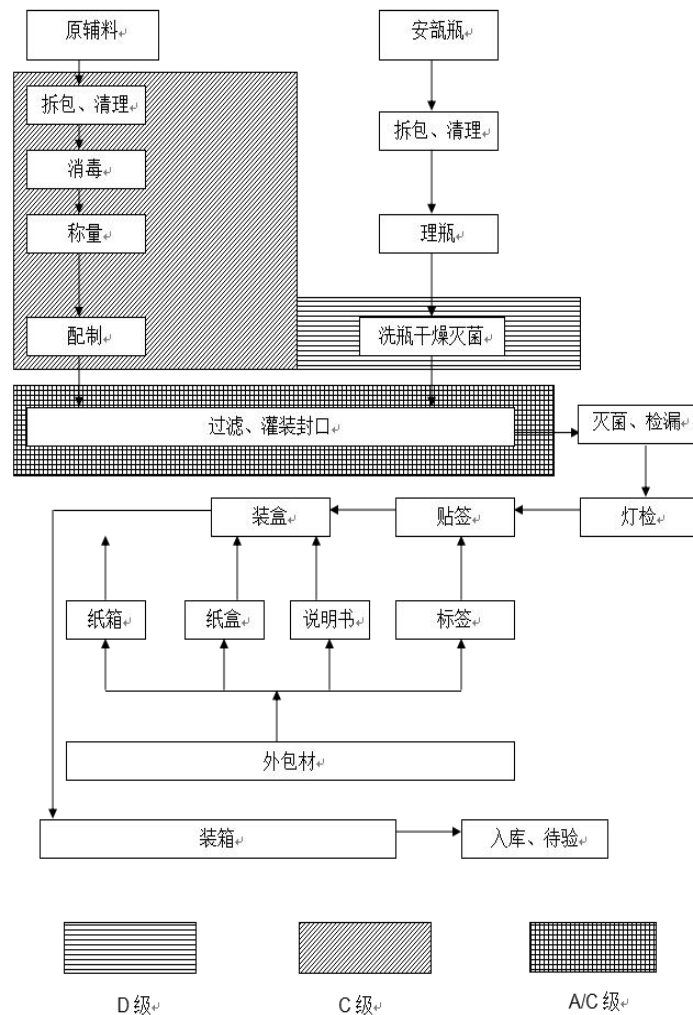 原辅料
安瓿瓶
拆包、清理
拆包、清理
消毒
称量
理瓶
配制
洗瓶干燥灭菌
过滤、灌装封口
灭菌、检漏
装盒
贴签
灯检
纸箱
纸盒
说明书
标签
外包材
装箱
入库、待验
D 级
C 级
A/C 级